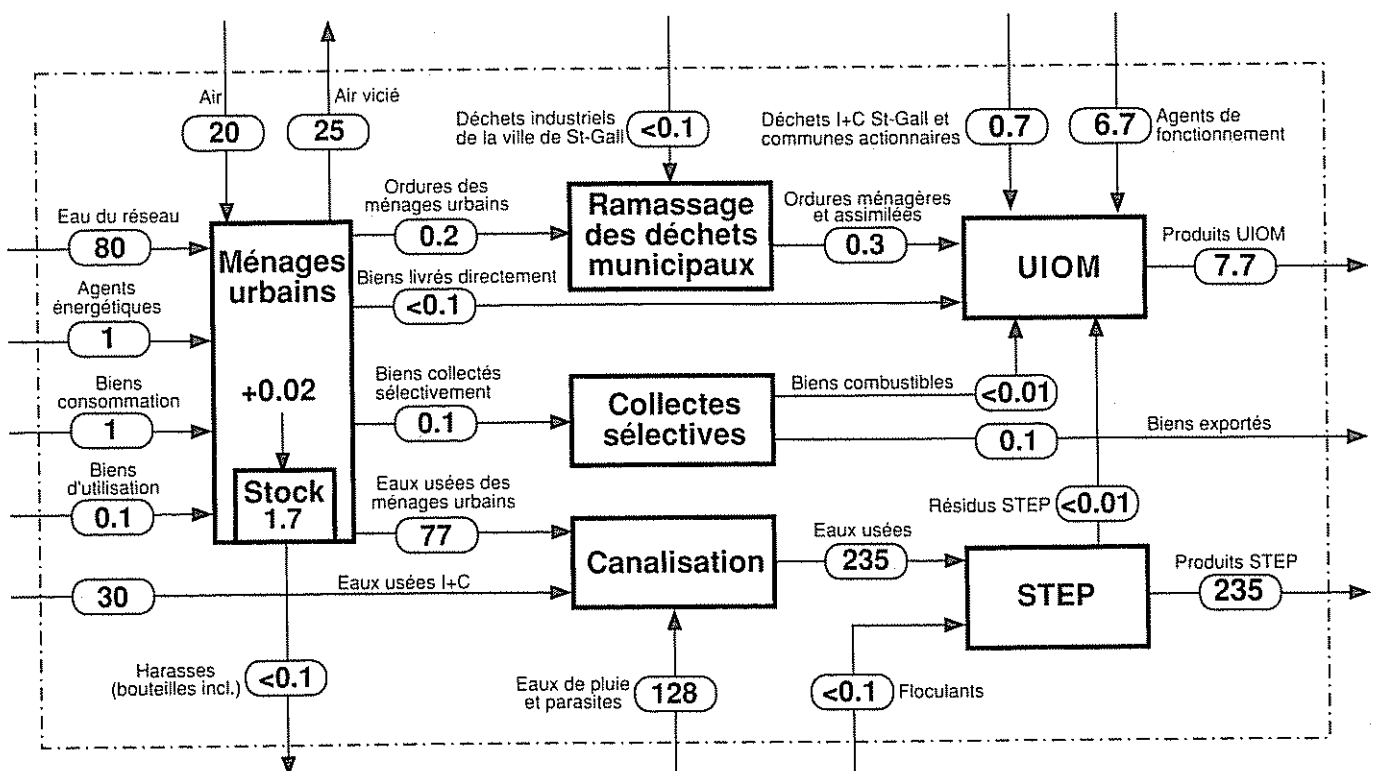 Air
20
Air vicié
25
Déchets industriels
de la ville de St-Gall
<0.1
Déchets I+C St-Gall et
communes actionnaires
0.7
6.7
Agents de
fonctionnement
Eau du réseau
80
Ménages
urbains
Ordures des
ménages urbains
0.2
Ramassage
des déchets
municipaux
Ordures ménagères
et assimilées
0.3
UIOM
Produits UIOM
7.7
Biens livrés directement
<0.1
Agents
énergétiques
1
Biens
consommation
1
+0.02
Biens collectés
sélectivement
0.1
Collectes
sélectives
Biens combustibles
<0.01
0.1
Biens exportés
Biens
d'utilisation
0.1
Stock
1.7
Eaux usées des
ménages urbains
77
Canalisation
Eaux usées
235
Résidus STEP
<0.01
STEP
Produits STEP
235
30
Eaux usées I+C
Harasses
(bouteilles incl.)
<0.1
Eaux de pluie
et parasites
128
<0.1
Floculants